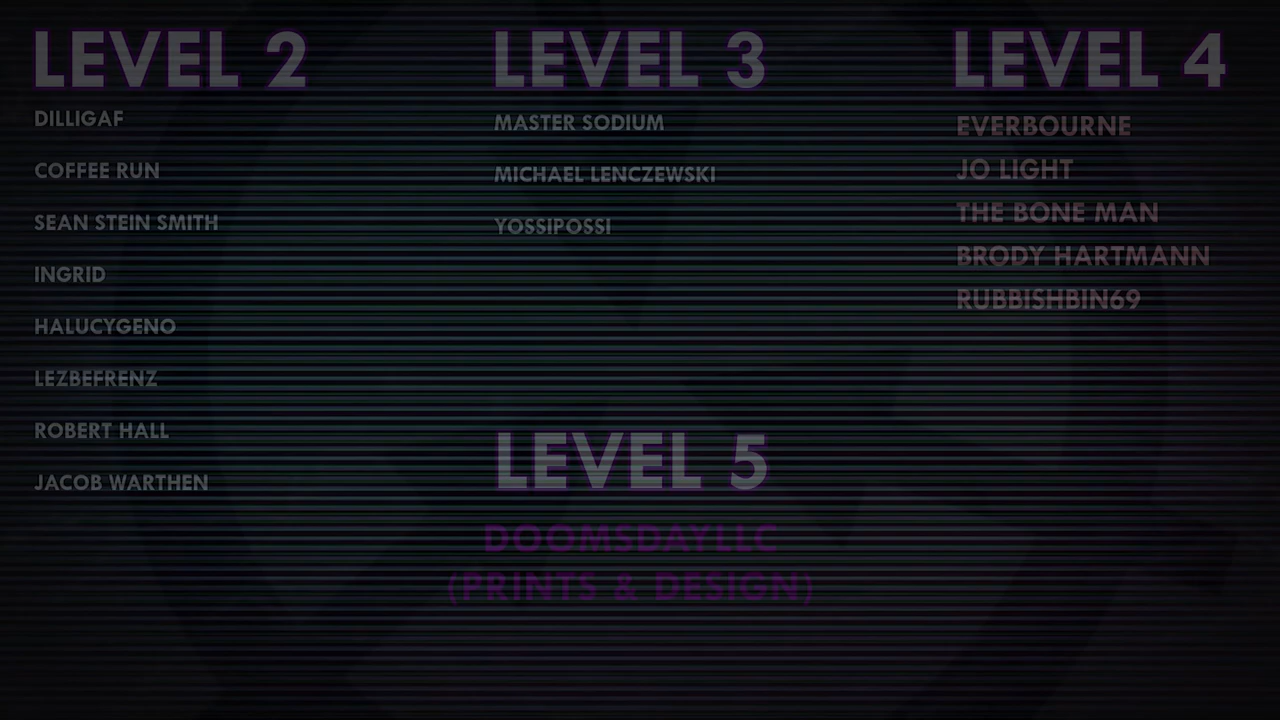 LEVEL 2
DILLIGAF
COFFEE RUN
SEAN STEIN SMITH
INGRID
HALUCYGENO
LEZBEFRENZ
ROBERT HALL
JACOB WARTHEN
LEVEL 3
MASTER SODIUM
MICHAEL LENCZEWSKI
YOSSIPOSSI
LEVEL 4
EVERBOURNE
JO LIGHT
THE BONE MAN
BRODY HARTMANN
RUBBISHBIN69
LEVEL 5
DOOMSDAYLLC
(PRINTS & DESIGN)